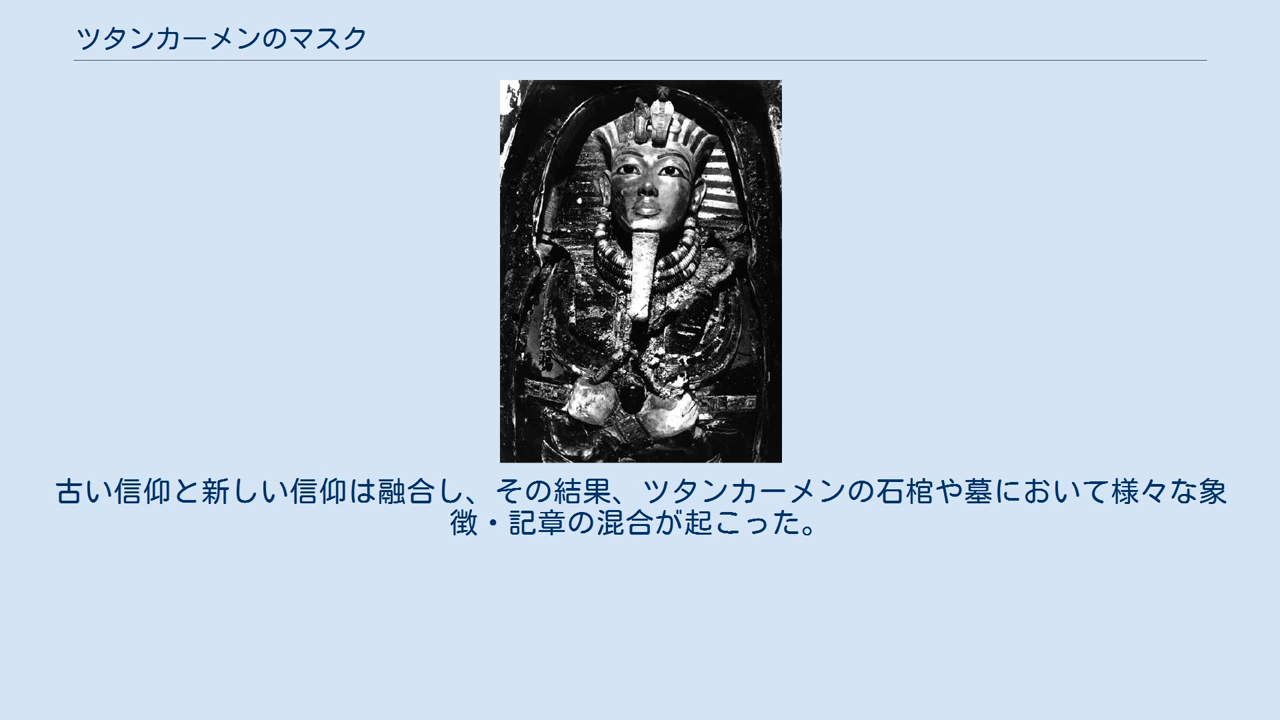 ツタンカーメンのマスク
古い信仰と新しい信仰は融合し、その結果、ツタンカーメンの石棺や墓において様々な象
徴・記章の混合が起こった。